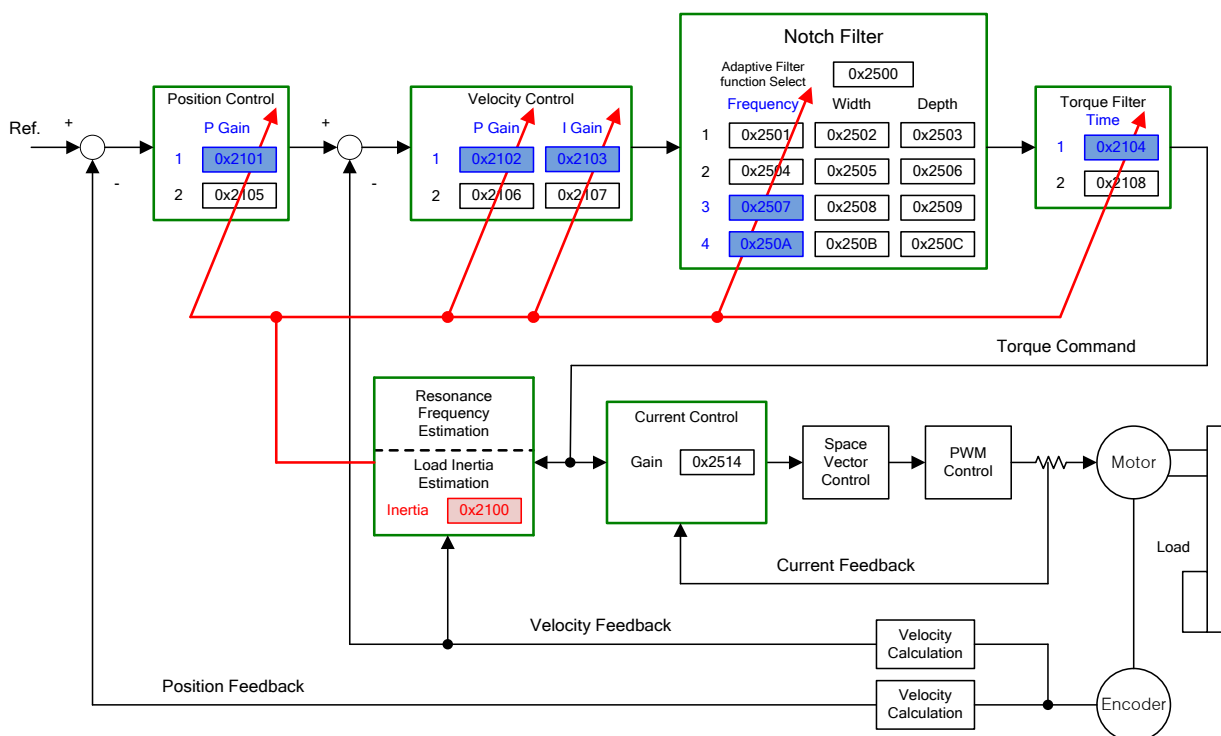 Notch Filter
Adaptive Filter
function Select
0x2500
Frequency Width Depth
1 0x2501 0x2502 0x2503
2 0x2504 0x2505 0x2506
3 0x2507 0x2508 0x2509
4 0x250A 0x250B 0x250C
Ref.
+
-
Position Control
P Gain
1 0x2101
2 0x2105
+
-
Velocity Control
P Gain I Gain
1 0x2102 0x2103
2 0x2106 0x2107
Torque Filter
Time
1 0x2104
2 0x2108
Torque Command
Resonance
Frequency
Estimation
Load Inertia
Estimation
Inertia 0x2100
Current Control
Gain 0x2514
Space
Vector
Control
PWM
Control
Motor
Load
Current Feedback
Velocity Feedback
Velocity
Calculation
Position Feedback
Velocity
Calculation
Encoder